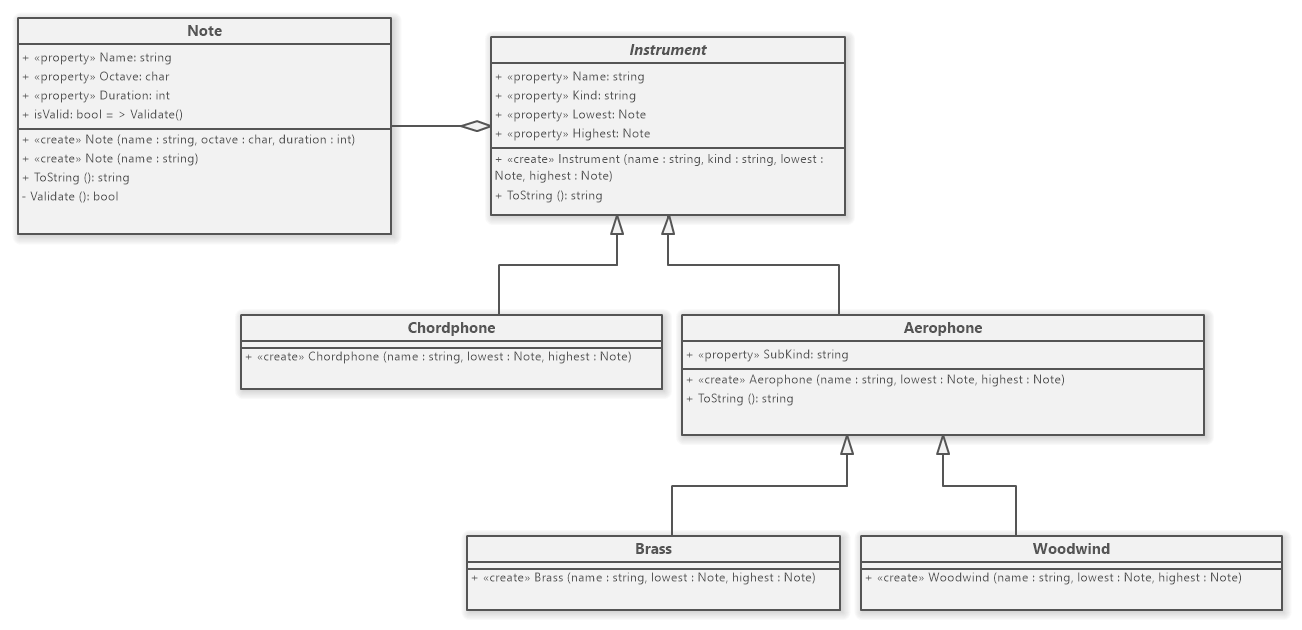 Note
+ «property» Name: string
+ «property» Octave: char
+ «property» Duration: int
+ isValid: bool = > Validate()
+ «create» Note (name : string, octave : char, duration : int)
+ «create» Note (name : string)
+ ToString (): string
- Validate (): bool
Instrument
+ «property» Name: string
+ «property» Kind: string
+ «property» Lowest: Note
+ «property» Highest: Note
+ «create» Instrument (name : string, kind : string, lowest :
Note, highest : Note)
+ ToString (): string
Chordphone
+ «create» Chordphone (name : string, lowest : Note, highest : Note)
Aerophone
+ «property» SubKind: string
+ «create» Aerophone (name : string, lowest : Note, highest : Note)
+ ToString (): string
Brass
+ «create» Brass (name : string, lowest : Note, highest : Note)
Woodwind
+ «create» Woodwind (name : string, lowest : Note, highest : Note)